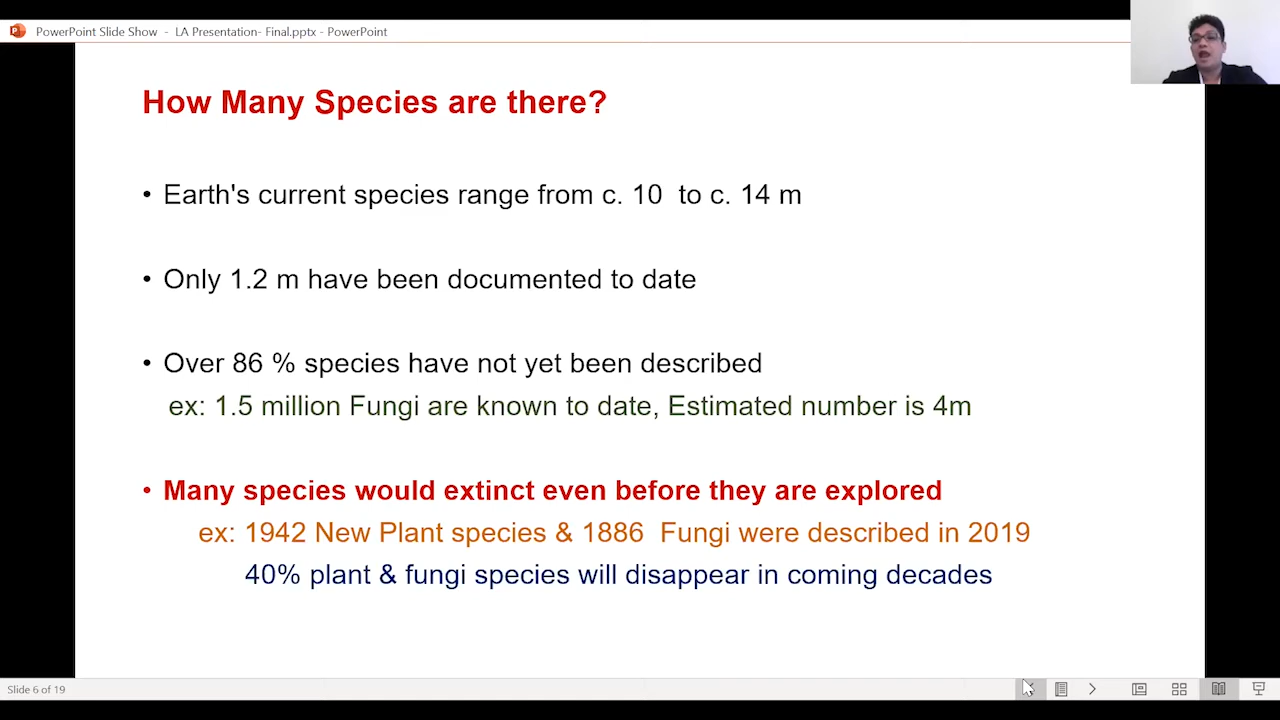 PowerPoint Slide Show - LA Presentation- Final.pptx - PowerPoint
How Many Species are there?
• Earth's current species range from c. 10 to c. 14 m
• Only 1.2 m have been documented to date
• Over 86 % species have not yet been described
ex: 1.5 million Fungi are known to date, Estimated number is 4m
• Many species would extinct even before they are explored
ex: 1942 New Plant species & 1886 Fungi were described in 2019
40% plant & fungi species will disappear in coming decades
Slide 6 of 19